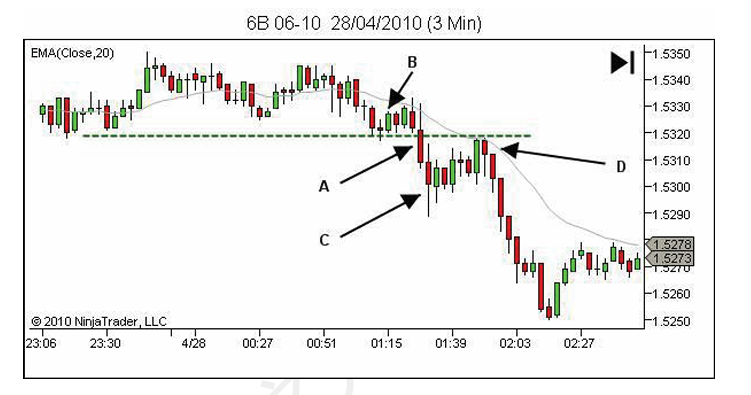 6B 06-10 28/04/2010 (3 Min)
EMA(Close,20)
B
A
D
C
1.5350
1.5340
1.5330
1.5320
1.5310
1.5300
1.5290
1.5278
1.5273
1.5270
1.5260
1.5250
© 2010 NinjaTrader, LLC
23:06 23:30 4/28 00:27 00:51 01:15 01:39 02:03 02:27